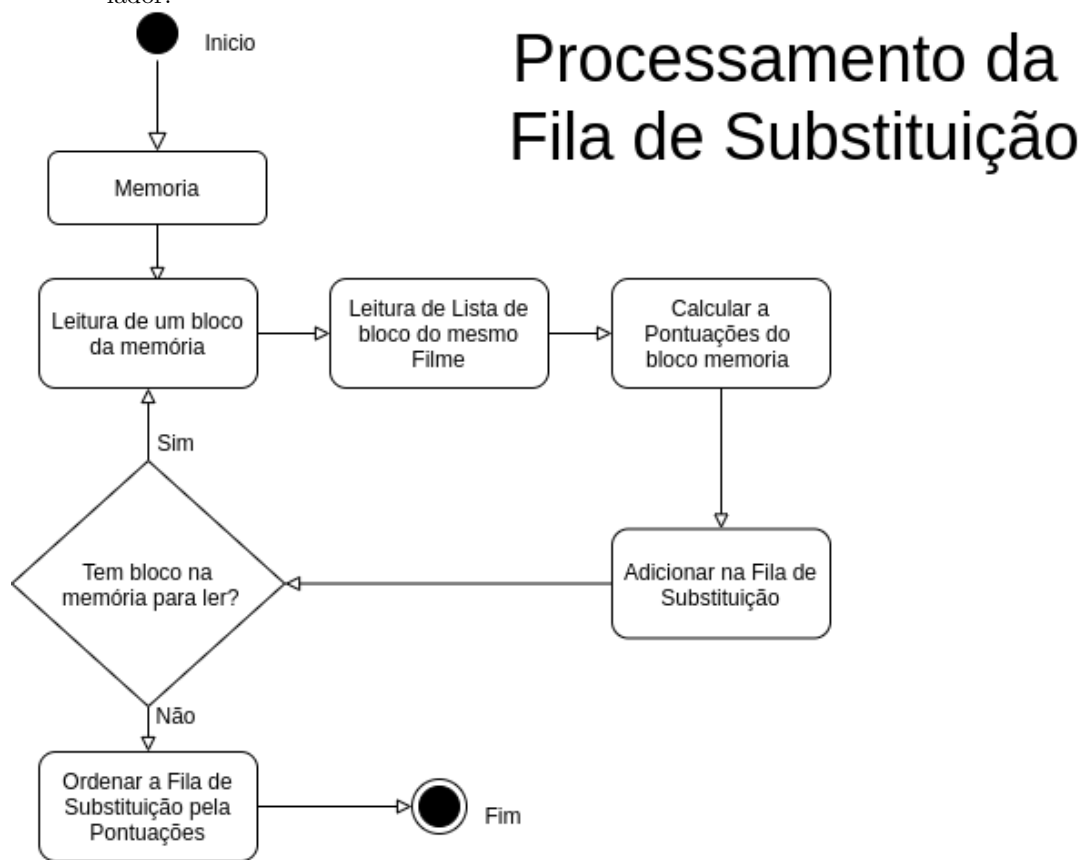 lador.
Inicio
Processamento da
Fila de Substituição
Memoria
Leitura de um bloco
da memória
Leitura de Lista de
bloco do mesmo
Filme
Calcular a
Pontuações do
bloco memoria
Sim
Tem bloco na
memória para ler?
Adicionar na Fila de
Substituição
Não
Ordenar a Fila de
Substituição pela
Pontuações
Fim